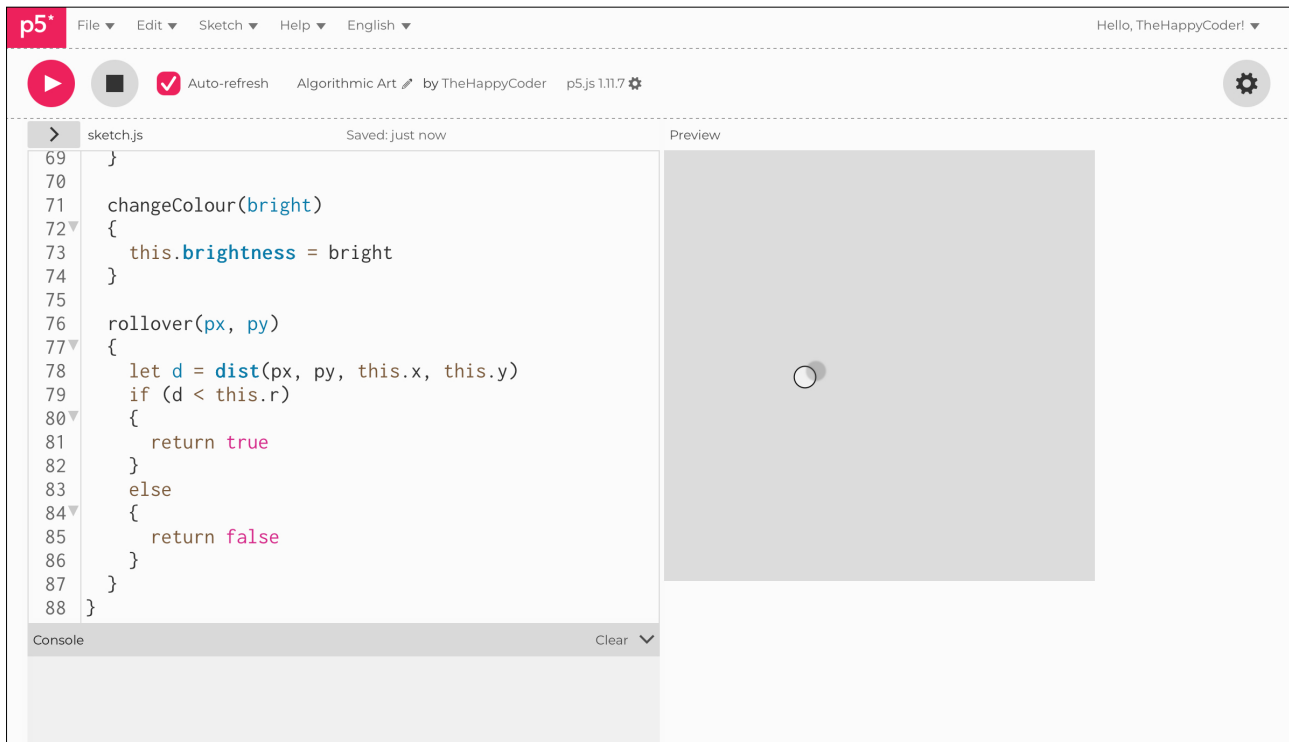 p5* File Edit Sketch Help English Hello, TheHappyCoder!
Auto-refresh Algorithmic Art by TheHappyCoder p5.js 1.11.7
sketch.js Saved: just now Preview
69 }
70
71 changeColour(bright)
72 {
73 this.brightness = bright
74 }
75
76 rollover(px, py)
77 {
78 let d = dist(px, py, this.x, this.y)
79 if (d < this.r)
80 {
81 return true
82 }
83 else
84 {
85 return false
86 }
87 }
88 }
Console Clear